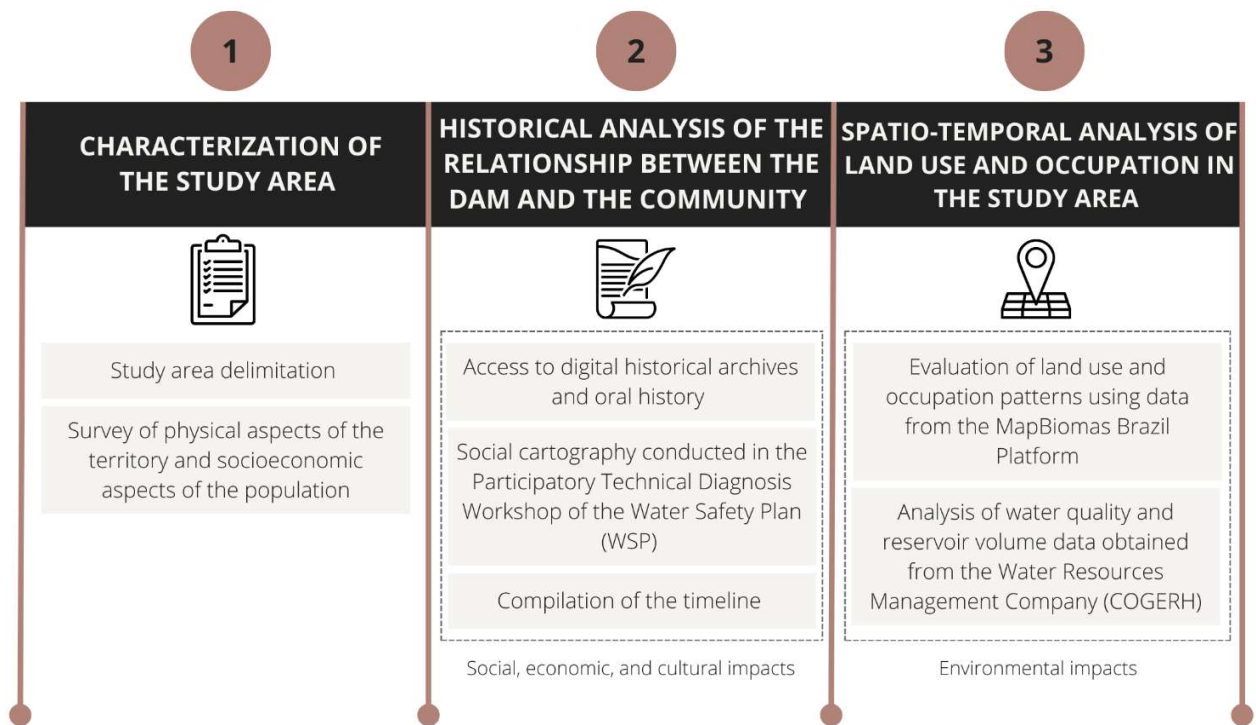 1
CHARACTERIZATION OF
THE STUDY AREA
Study area delimitation
Survey of physical aspects of the
territory and socioeconomic
aspects of the population
2
HISTORICAL ANALYSIS OF THE
RELATIONSHIP BETWEEN THE
DAM AND THE COMMUNITY
Access to digital historical archives
and oral history
Social cartography conducted in the
Participatory Technical Diagnosis
Workshop of the Water Safety Plan
(WSP)
Compilation of the timeline
Social, economic, and cultural impacts
3
SPATIO-TEMPORAL ANALYSIS OF
LAND USE AND OCCUPATION IN
THE STUDY AREA
Evaluation of land use and
occupation patterns using data
from the MapBiomas Brazil
Platform
Analysis of water quality and
reservoir volume data obtained
from the Water Resources
Management Company (COGERH)
Environmental impacts